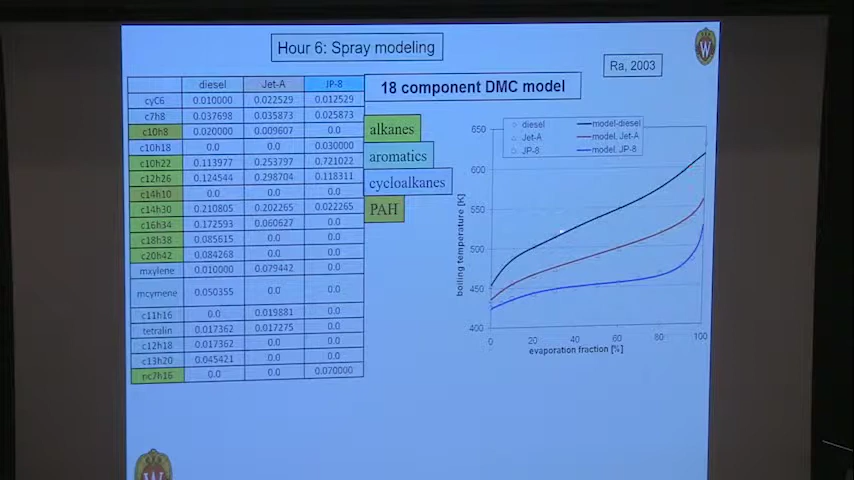 Hour 6: Spray modeling
Ra, 2003
W
18 component DMC model
diesel Jet-A JP-8
cyC6 0.010000 0.022529 0.012529
c7h8 0.037698 0.035873 0.025873
c10h8 0.020000 0.009607 0.0
c10h18 0.0 0.0 0.030000
c10h22 0.113977 0.253797 0.721022
c12h26 0.124544 0.298704 0.118311
c14h10 0.0 0.0 0.0
c14h30 0.210805 0.202265 0.022265
c16h34 0.172593 0.060627 0.0
c18h38 0.085615 0.0 0.0
c20h42 0.084268 0.0 0.0
mxylene 0.010000 0.079442 0.0
mcymene 0.050355 0.0 0.0
c11h16 0.0 0.019881 0.0
tetralin 0.017362 0.017275 0.0
c12h18 0.017362 0.0 0.0
c13h20 0.045421 0.0 0.0
nc7h16 0.0 0.0 0.070000
alkanes
aromatics
cycloalkanes
PAH
diesel model-diesel
Jet-A model, Jet-A
JP-8 model, JP-8
650
600
550
500
450
400
boiling temperature [K]
0 20 40 60 80 100
evaporation fraction [%]
W